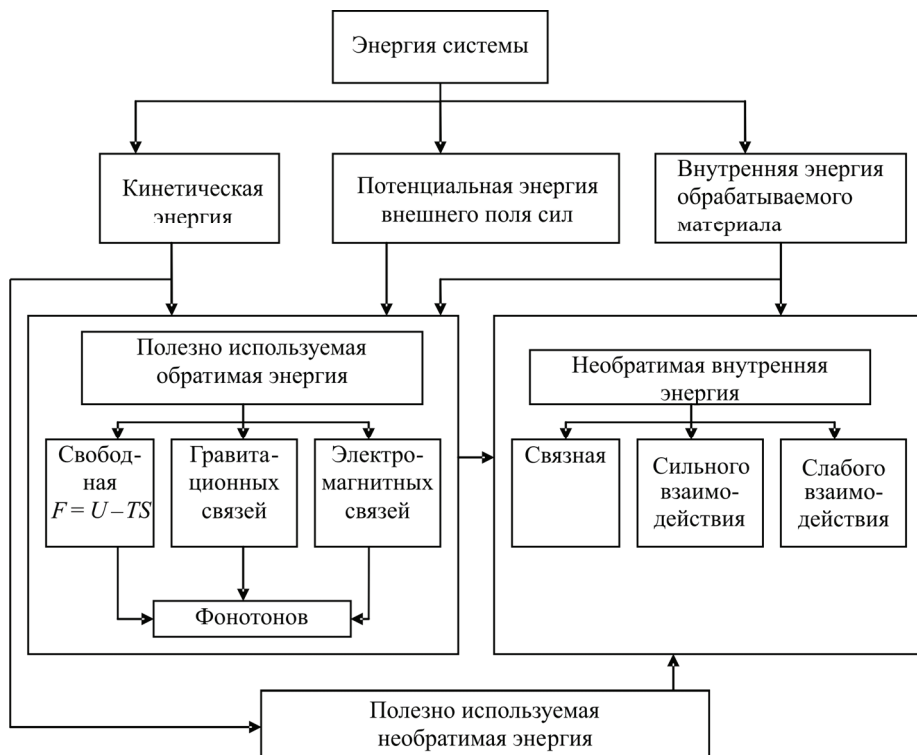 Энергия системы
Кинетическая
энергия
Потенциальная энергия
внешнего поля сил
Внутренняя энергия
обрабатываемого
материала
Полезно используемая
обратимая энергия
Свобод-
ная
F = U – TS
Гравита-
ционных
связей
Электро-
магнитных
связей
Фонотонов
Необратимая внутренняя
энергия
Связная
Сильного
взаимо-
действия
Слабого
взаимо-
действия
Полезно используемая
необратимая энергия